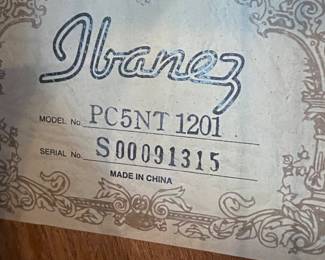 Ibanez
MODEL No. PC5NT 1201
SERIAL No. S00091315
MADE IN CHINA